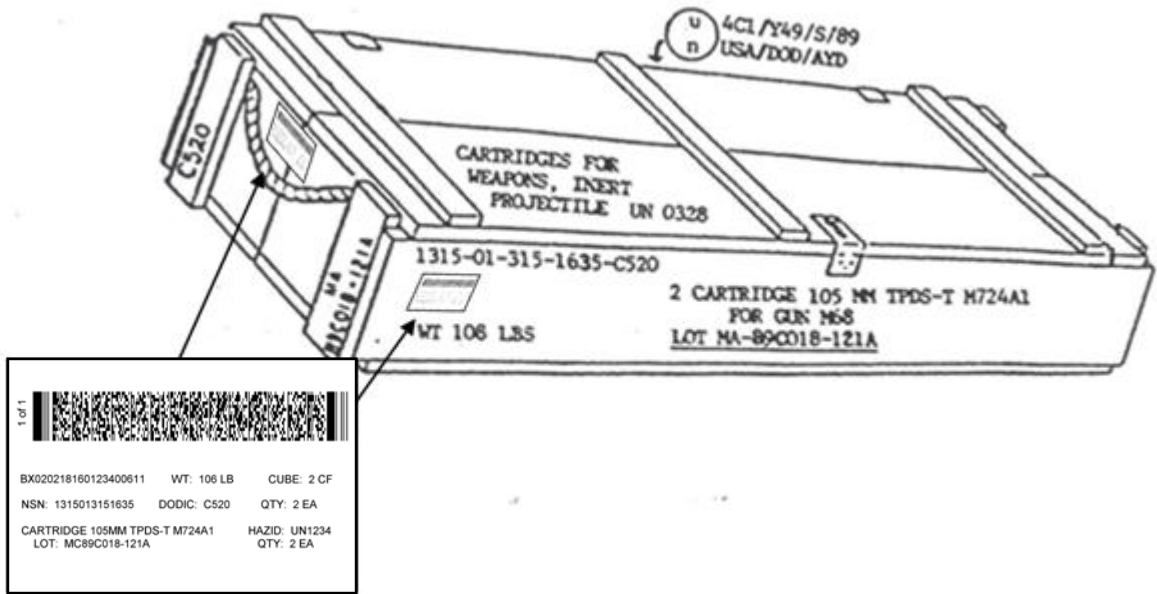 u
n
4C1/Y49/S/89
USA/DOD/AYD
C520
CARTRIDGES FOR
WEAPONS, INERT
PROJECTILE UN 0328
MA
89C018-121A
1315-01-315-1635-C520
WT 108 LBS
2 CARTRIDGE 105 MM TPDS-T M724A1
FOR GUN M68
LOT MA-89C018-121A
1 of 1
BX020218160123400611 WT: 106 LB CUBE: 2 CF
NSN: 1315013151635 DODIC: C520 QTY: 2 EA
CARTRIDGE 105MM TPDS-T M724A1 HAZID: UN1234
LOT: MC89C018-121A QTY: 2 EA